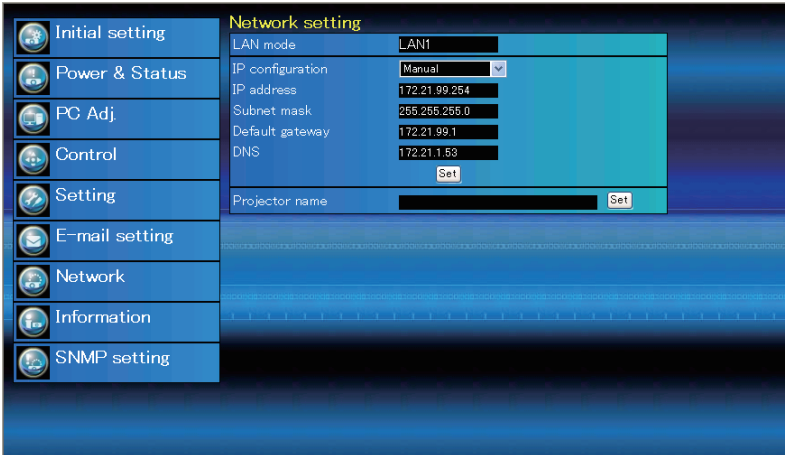 Initial setting
Power & Status
PC Adj.
Control
Setting
E-mail setting
Network
Information
SNMP setting
Network setting
LAN mode LAN1
IP configuration Manual
IP address 172.21.99.254
Subnet mask 255.255.255.0
Default gateway 172.21.99.1
DNS 172.21.1.53
Set
Projector name Set